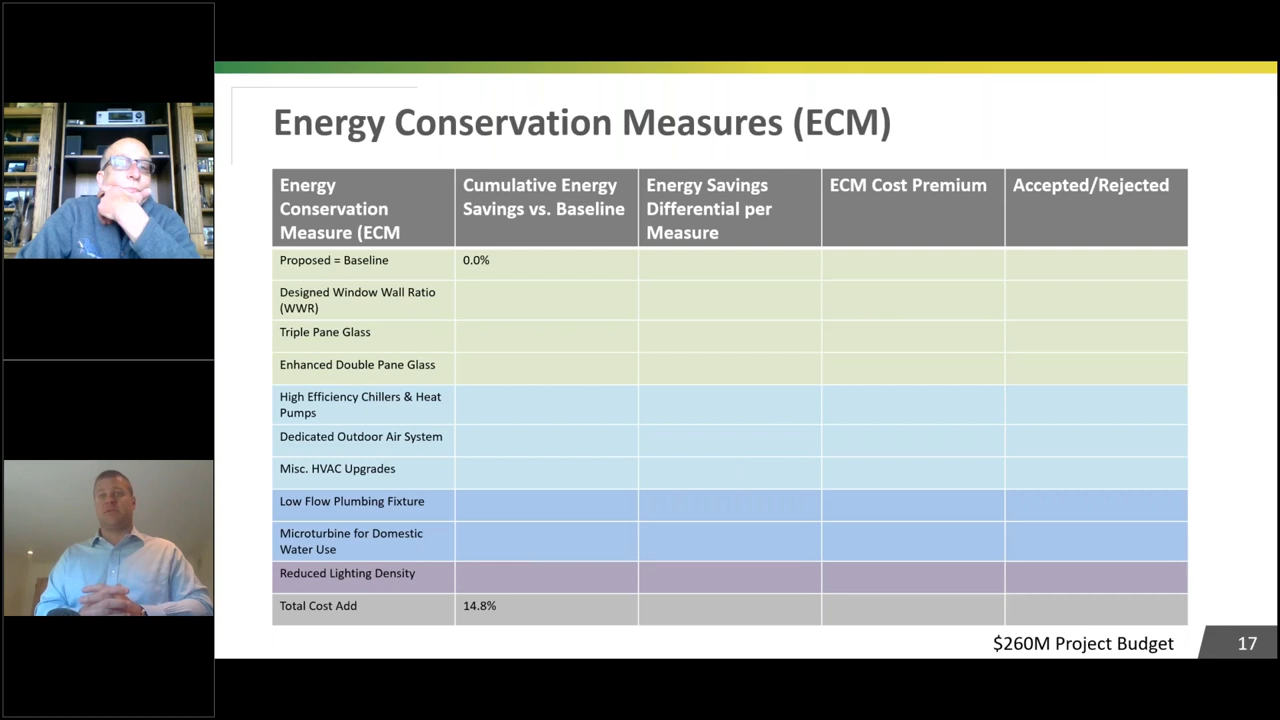 Energy Conservation Measures (ECM)
Energy
Conservation
Measure (ECM
Cumulative Energy
Savings vs. Baseline
Energy Savings
Differential per
Measure
ECM Cost Premium
Accepted/Rejected
Proposed = Baseline
0.0%
Designed Window Wall Ratio
(WWR)
Triple Pane Glass
Enhanced Double Pane Glass
High Efficiency Chillers & Heat
Pumps
Dedicated Outdoor Air System
Misc. HVAC Upgrades
Low Flow Plumbing Fixture
Microturbine for Domestic
Water Use
Reduced Lighting Density
Total Cost Add
14.8%
$260M Project Budget
17